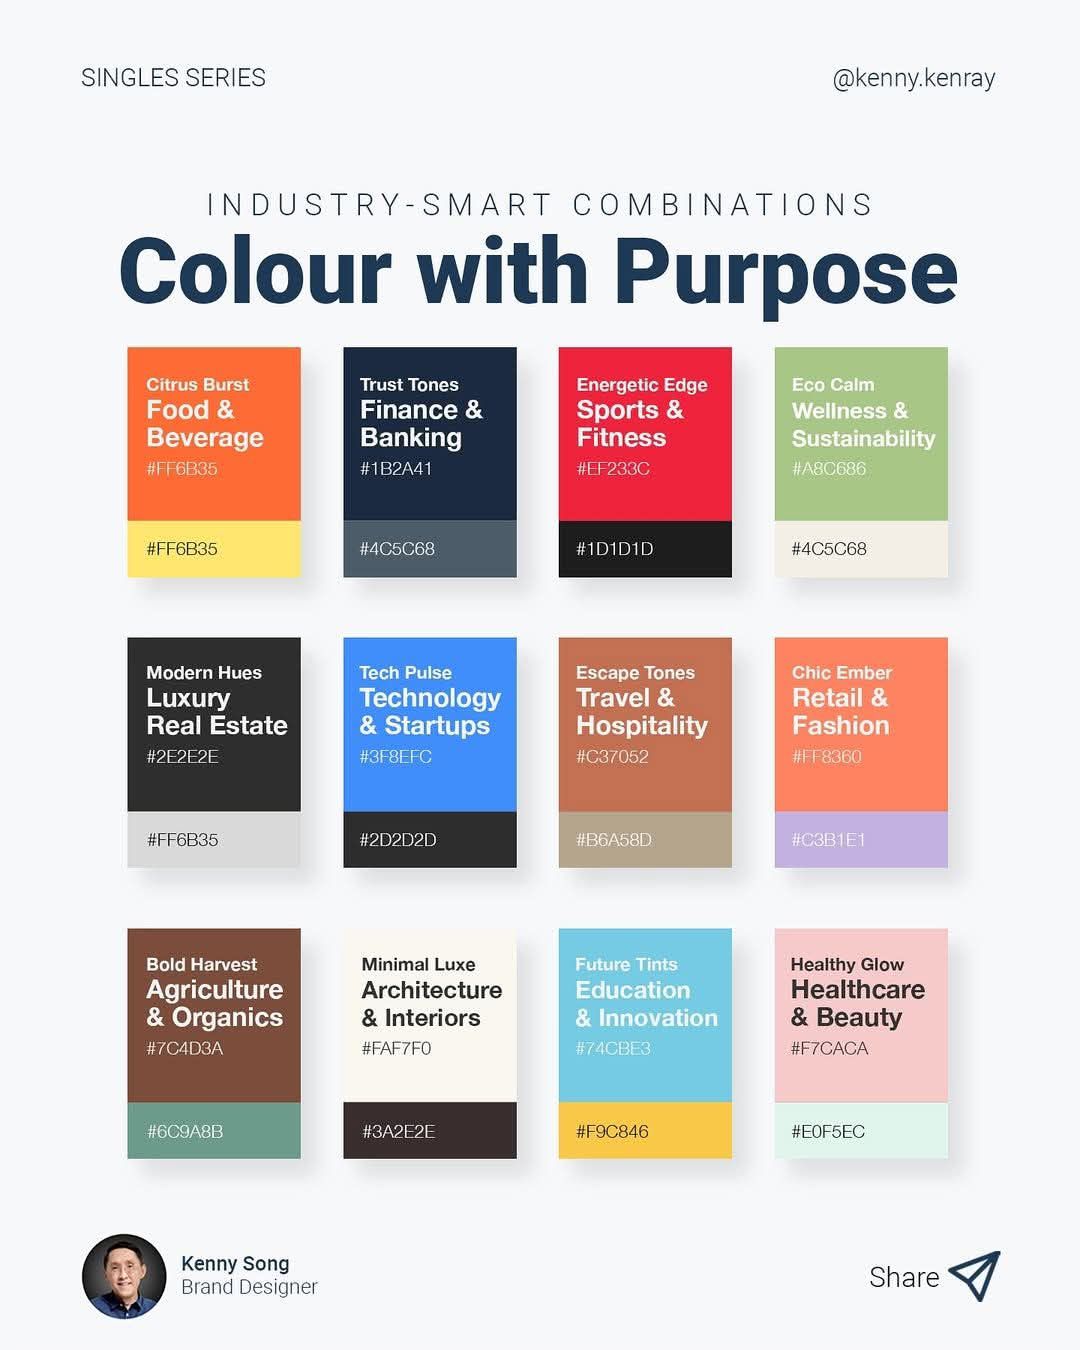 SINGLES SERIES
@kenny.kenray
INDUSTRY-SMART COMBINATIONS
Colour with Purpose
Citrus Burst
Food &
Beverage
#FF6B35
#FF6B35
Trust Tones
Finance &
Banking
#1B2A41
#4C5C68
Energetic Edge
Sports &
Fitness
#EF233C
#1D1D1D
Eco Calm
Wellness &
Sustainability
#A8C686
#4C5C68
Modern Hues
Luxury
Real Estate
#2E2E2E
#FF6B35
Tech Pulse
Technology
& Startups
#3F8EFC
#2D2D2D
Escape Tones
Travel &
Hospitality
#C37052
#B6A58D
Chic Ember
Retail &
Fashion
#FF8360
#C3B1E1
Bold Harvest
Agriculture
& Organics
#7C4D3A
#6C9A8B
Minimal Luxe
Architecture
& Interiors
#FAF7F0
#3A2E2E
Future Tints
Education
& Innovation
#74CBE3
#F9C846
Healthy Glow
Healthcare
& Beauty
#F7CACA
#E0F5EC
Kenny Song
Brand Designer
Share